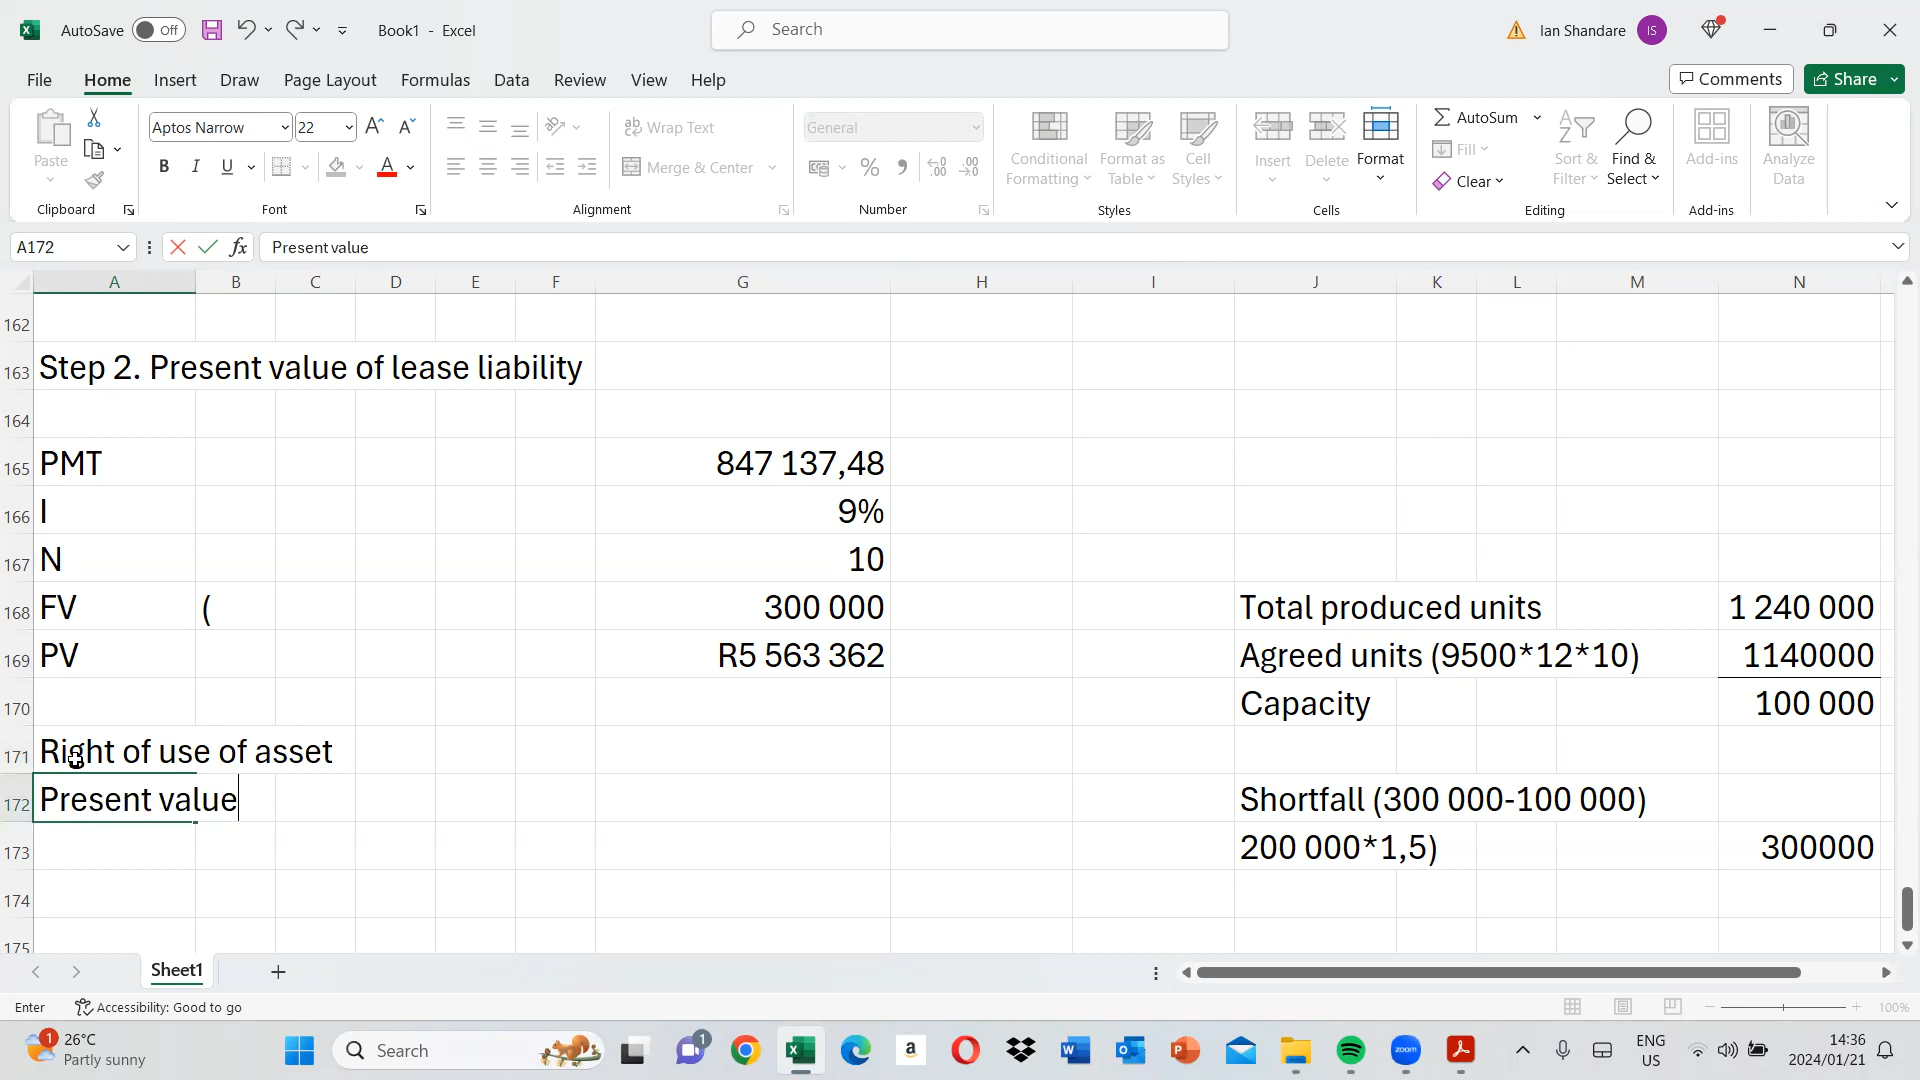 AutoSave Off Book1 - Excel Search Ian Shandare IS
File Home Insert Draw Page Layout Formulas Data Review View Help Comments Share
Paste Aptos Narrow 22 Wrap Text General Conditional Formatting Format as Table Cell Styles Insert Delete Format AutoSum Fill Clear Sort & Filter Find & Select Add-ins Analyze Data
B I U Merge & Center %
Clipboard Font Alignment Number Styles Cells Editing Add-ins
A172 fx Present value
A B C D E F G H I J K L M N
162
163 Step 2. Present value of lease liability
164
165 PMT 847 137,48
166 I 9%
167 N 10
168 FV ( 300 000 Total produced units 1 240 000
169 PV R5 563 362 Agreed units (9500*12*10) 1140000
170 Capacity 100 000
171 Right of use of asset
172 Present value Shortfall (300 000-100 000)
173 200 000*1,5) 300000
174
175
Sheet1
Enter Accessibility: Good to go 100%
1 26°C Partly sunny Search 1 a zoom ENG US 14:36 2024/01/21